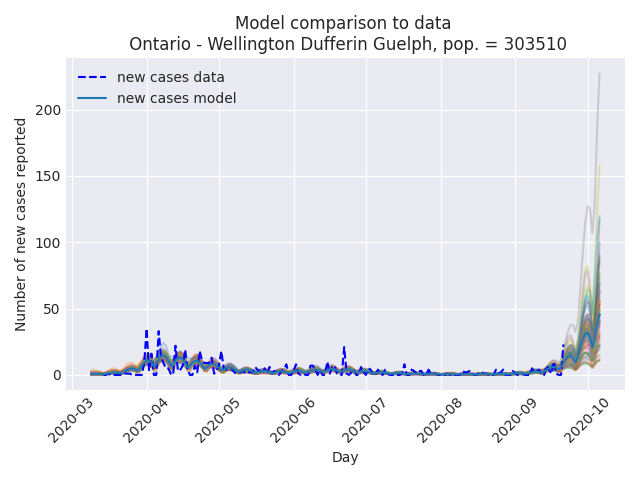 Model comparison to data
Ontario - Wellington Dufferin Guelph, pop. = 303510
new cases data
new cases model
Number of new cases reported
200
150
100
50
0
2020-03
2020-04
2020-05
2020-06
2020-07
2020-08
2020-09
2020-10
Day